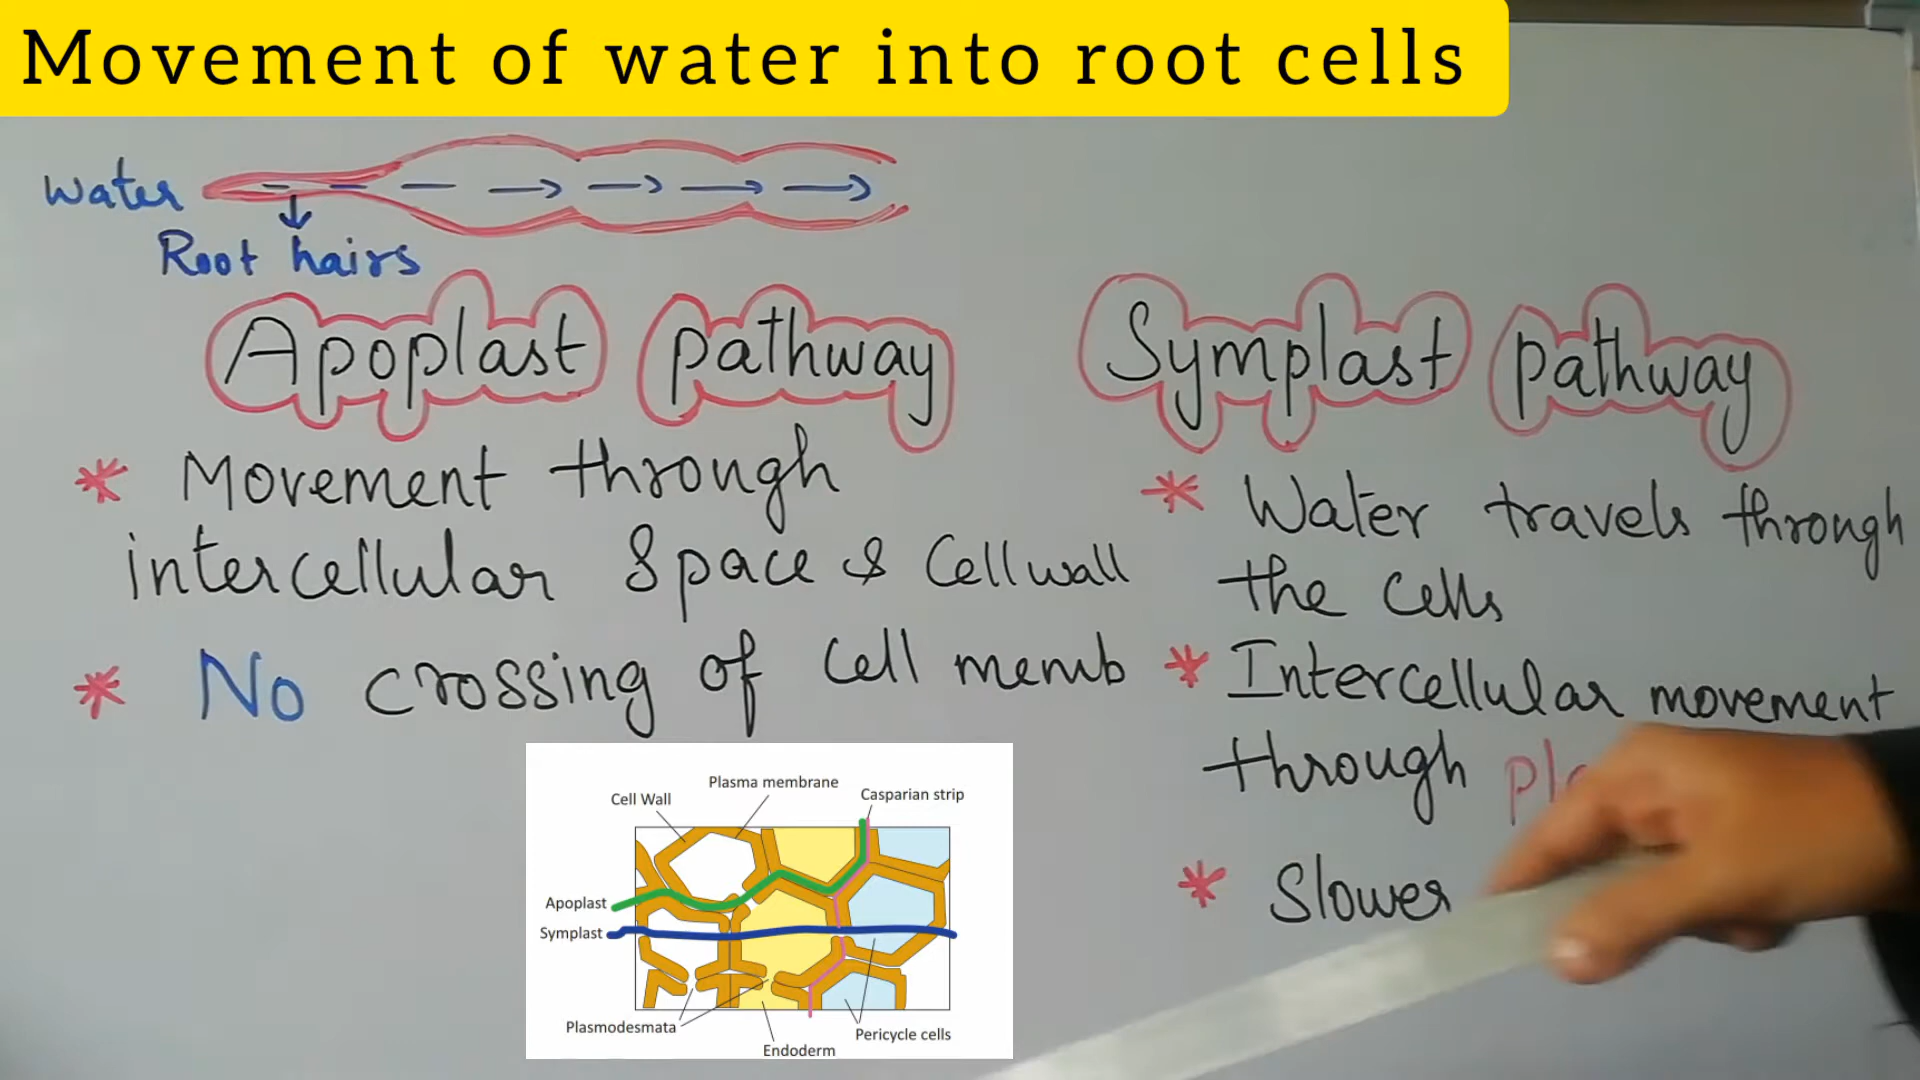 Movement of water into root cells
Water
Root hairs
Apoplast pathway
* Movement through
intercellular Space & Cellwall
* No crossing of cell memb
Symplast pathway
* Water travels through
the cells
* Intercellular movement
through
* Slower
Plasma membrane
Cell Wall
Casparian strip
Apoplast
Symplast
Plasmodesmata
Endoderm
Pericycle cells